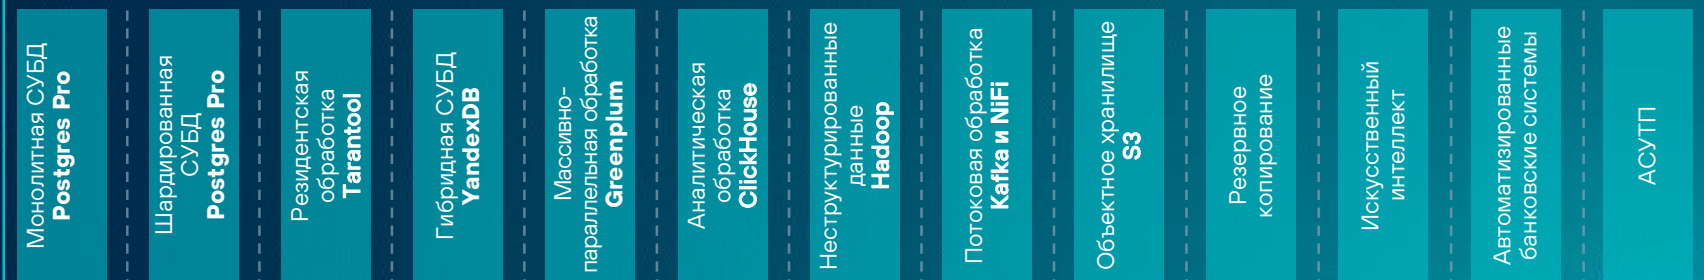 Монолитная СУБД
Postgres Pro
Шардированная
СУБД
Postgres Pro
Резидентская
обработка
Tarantool
Гибридная СУБД
YandexDB
Массивно-
параллельная обработка
Greenplum
Аналитическая
обработка
ClickHouse
Неструктурированные
данные
Hadoop
Потоковая обработка
Kafka и NiFi
Объектное хранилище
S3
Резервное
копирование
Искусственный
интеллект
Автоматизированные
банковские системы
АСУТП